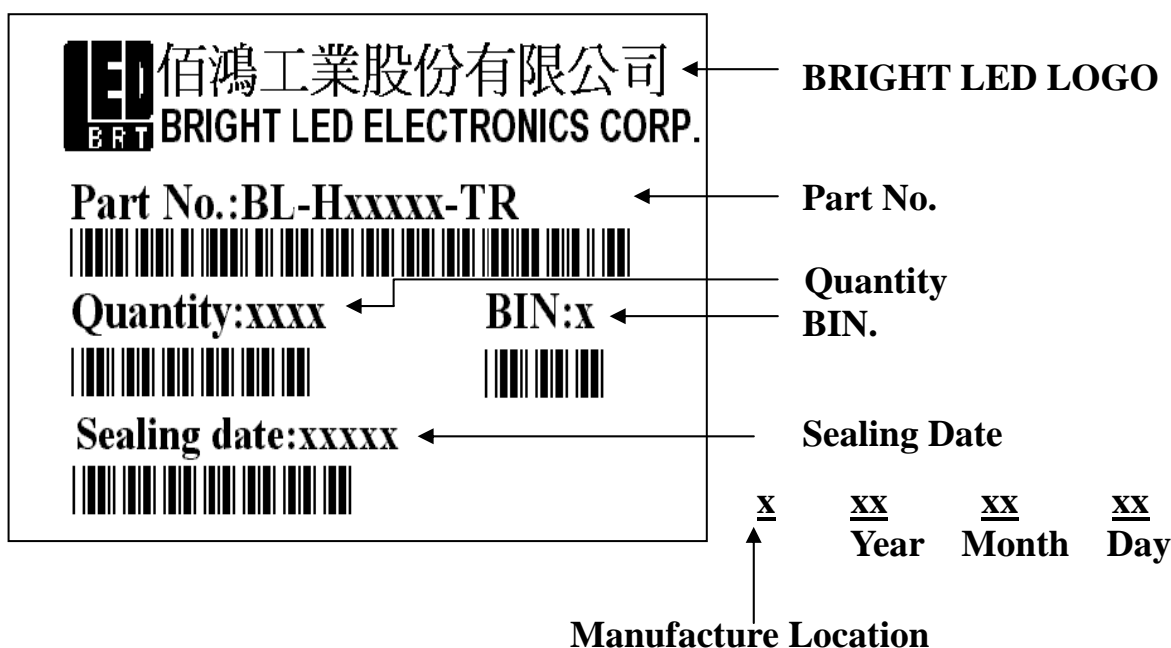 LED 佰鴻工業股份有限公司
BRT BRIGHT LED ELECTRONICS CORP.
BRIGHT LED LOGO
Part No.:BL-Hxxxxx-TR
Part No.
Quantity:xxxx
BIN:x
Quantity
BIN.
Sealing date:xxxxx
Sealing Date
x xx xx xx
Year Month Day
Manufacture Location